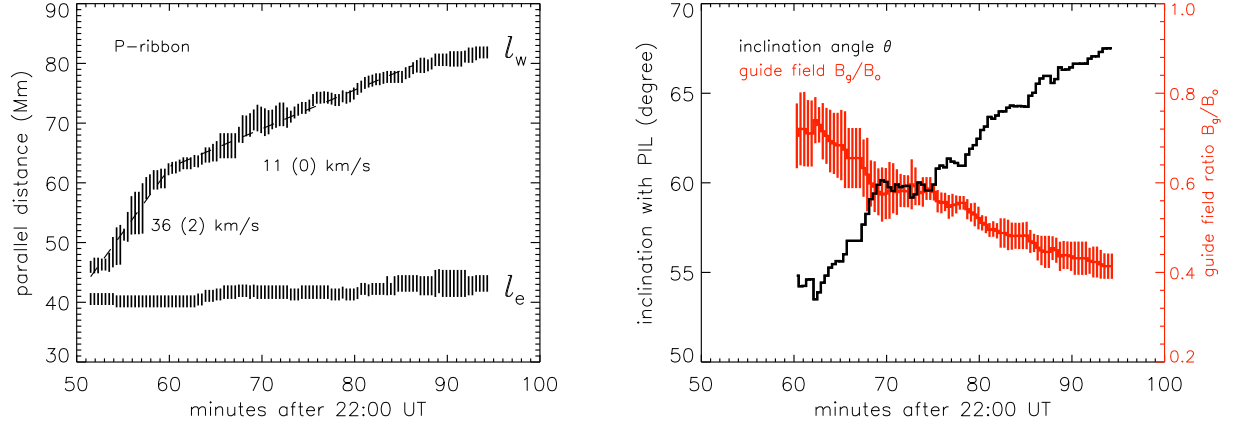 P-ribbon
l_w
11 (0) km/s
36 (2) km/s
l_e
parallel distance (Mm)
90
80
70
60
50
40
30
50 60 70 80 90 100
minutes after 22:00 UT
inclination angle θ
guide field B_g/B_o
inclination with PIL (degree)
70
65
60
55
50
1.0
0.8
0.6
0.4
0.2
guide field ratio B_g/B_o
50 60 70 80 90 100
minutes after 22:00 UT